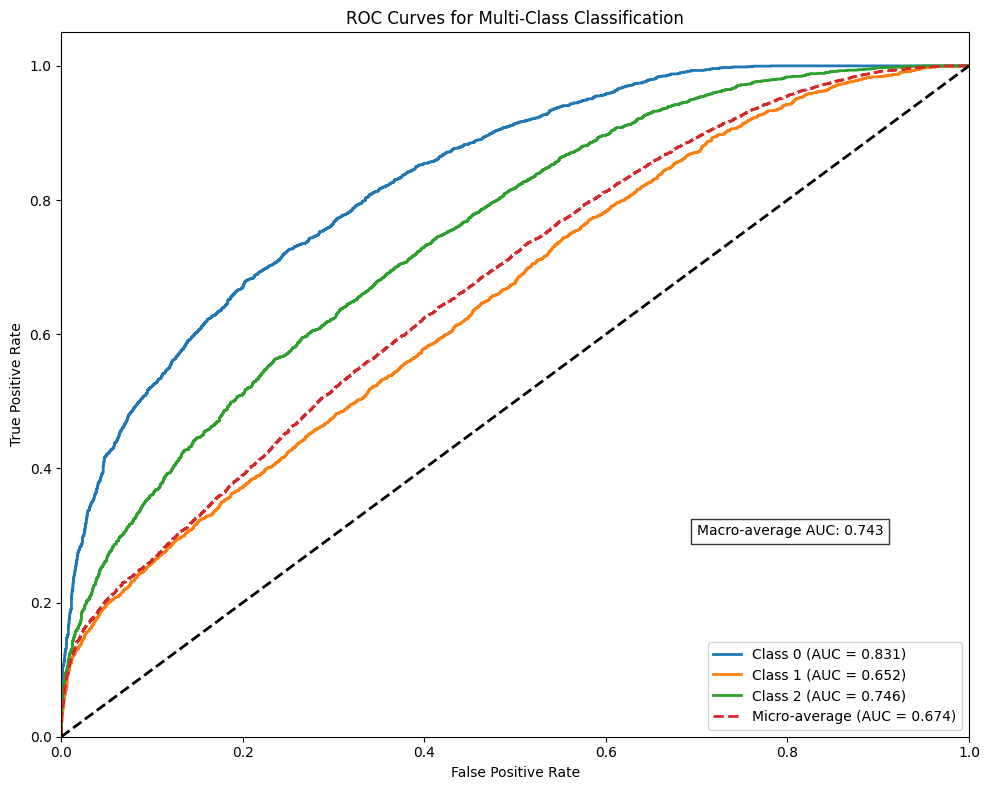 ROC Curves for Multi-Class Classification
True Positive Rate
1.0
0.8
0.6
0.4
0.2
0.0
Macro-average AUC: 0.743
Class 0 (AUC = 0.831)
Class 1 (AUC = 0.652)
Class 2 (AUC = 0.746)
Micro-average (AUC = 0.674)
0.0 0.2 0.4 0.6 0.8 1.0
False Positive Rate